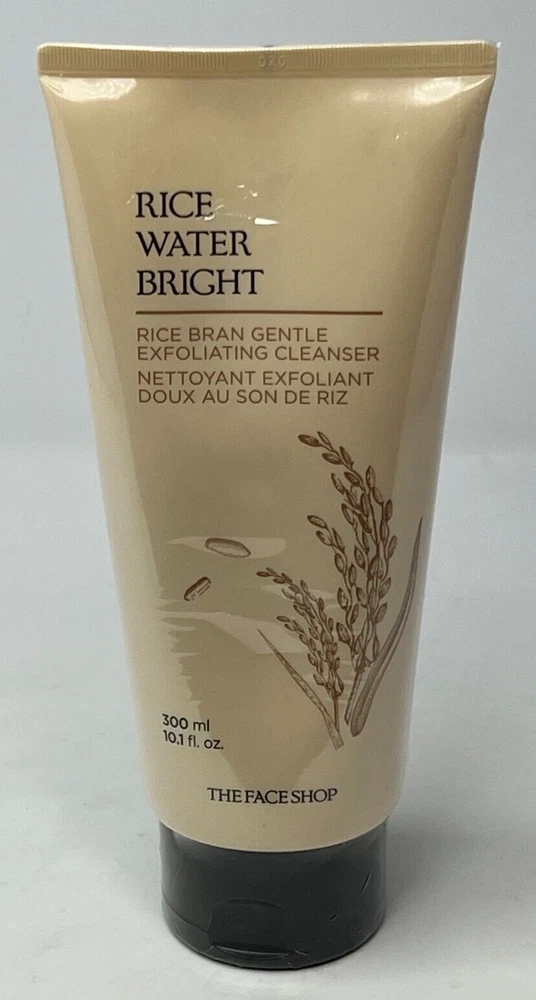 020
RICE
WATER
BRIGHT
RICE BRAN GENTLE
EXFOLIATING CLEANSER
NETTOYANT EXFOLIANT
DOUX AU SON DE RIZ
300 ml
10.1 fl. oz.
THE FACE SHOP